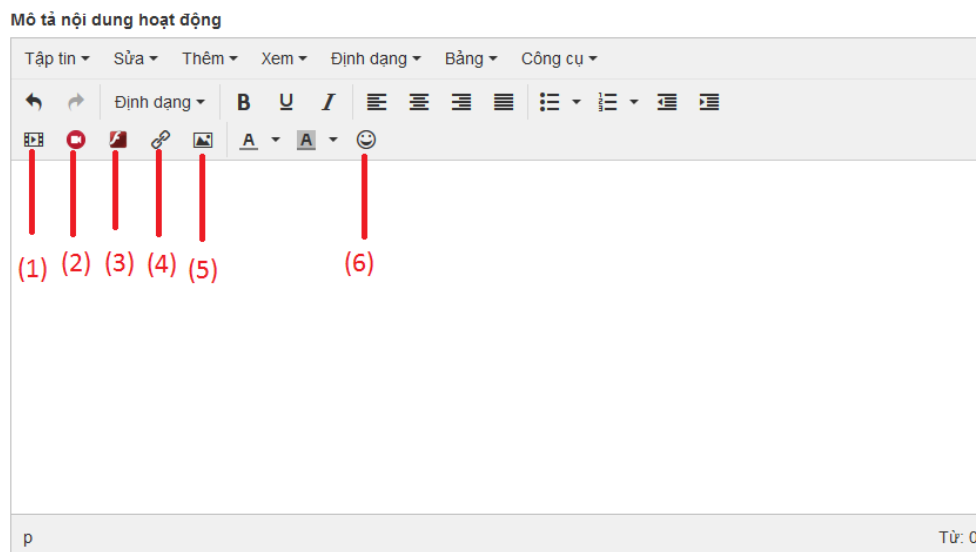 Mô tả nội dung hoạt động
Tập tin Sửa Thêm Xem Định dạng Bảng Công cụ
Định dạng B U I
A A
(1) (2) (3) (4) (5) (6)
p Từ: 0